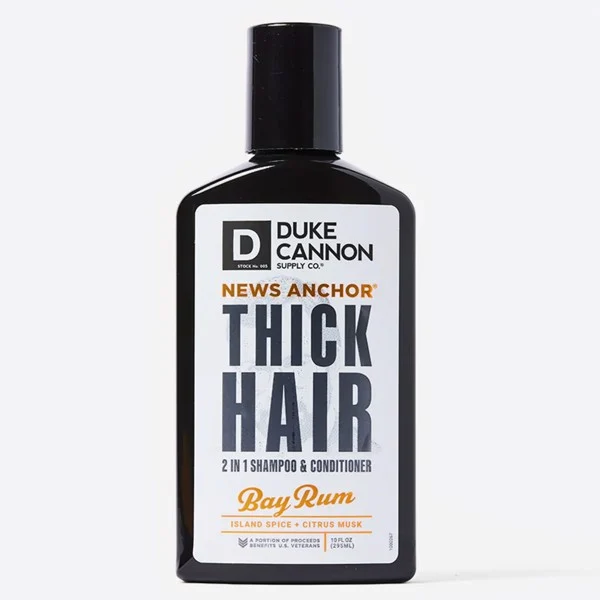 D
STOCK No. 905
DUKE
CANNON
SUPPLY CO.®
NEWS ANCHOR®
THICK
HAIR
2 IN 1 SHAMPOO & CONDITIONER
Bay Rum
ISLAND SPICE + CITRUS MUSK
A PORTION OF PROCEEDS
BENEFITS U.S. VETERANS
10 FL OZ
(295ML)